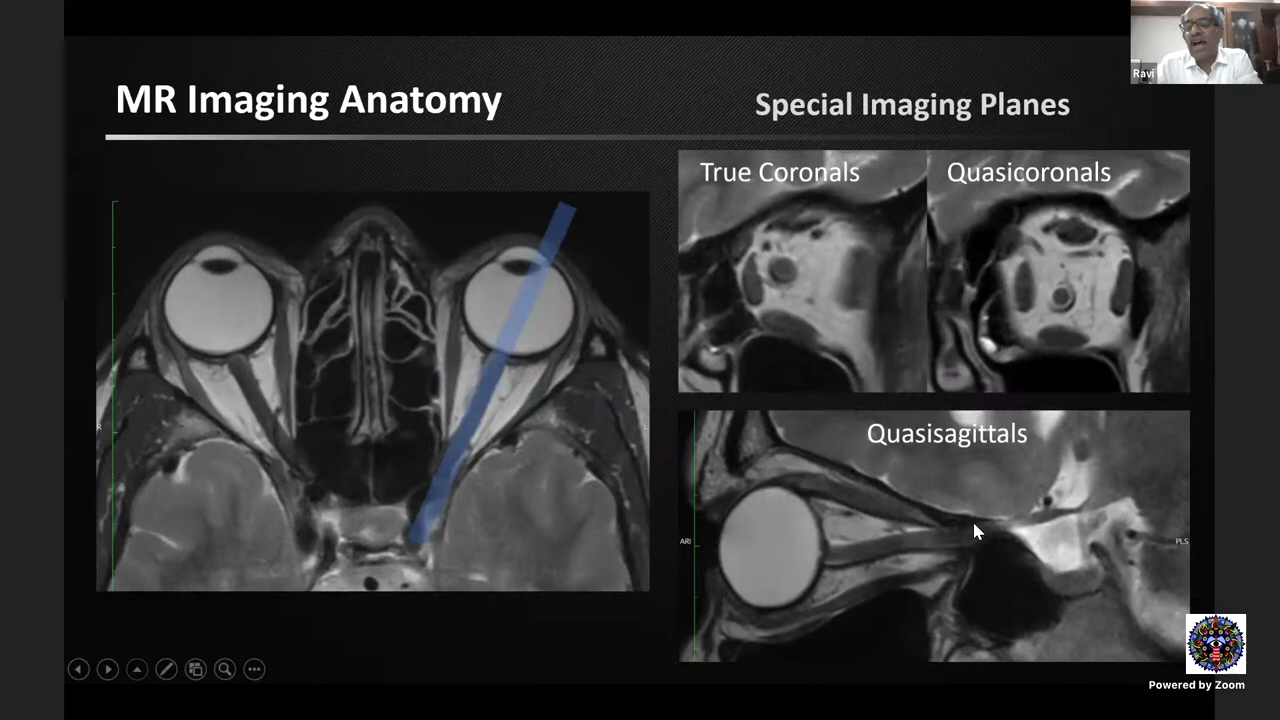 Ravi
MR Imaging Anatomy
Special Imaging Planes
True Coronals
Quasicoronals
Quasisagittals
R
L
ARI
PLS
Powered by Zoom